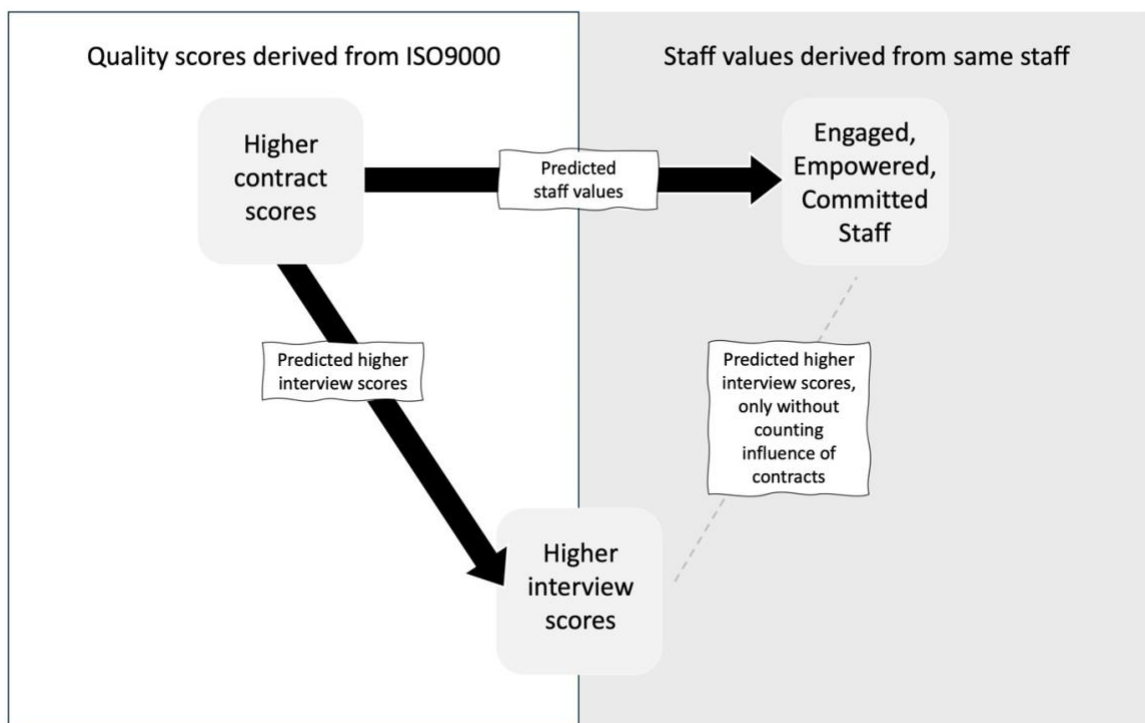 Quality scores derived from ISO9000
Staff values derived from same staff
Higher
contract
scores
Predicted
staff values
Engaged,
Empowered,
Committed
Staff
Predicted higher
interview scores
Predicted higher
interview scores,
only without
counting
influence of
contracts
Higher
interview
scores